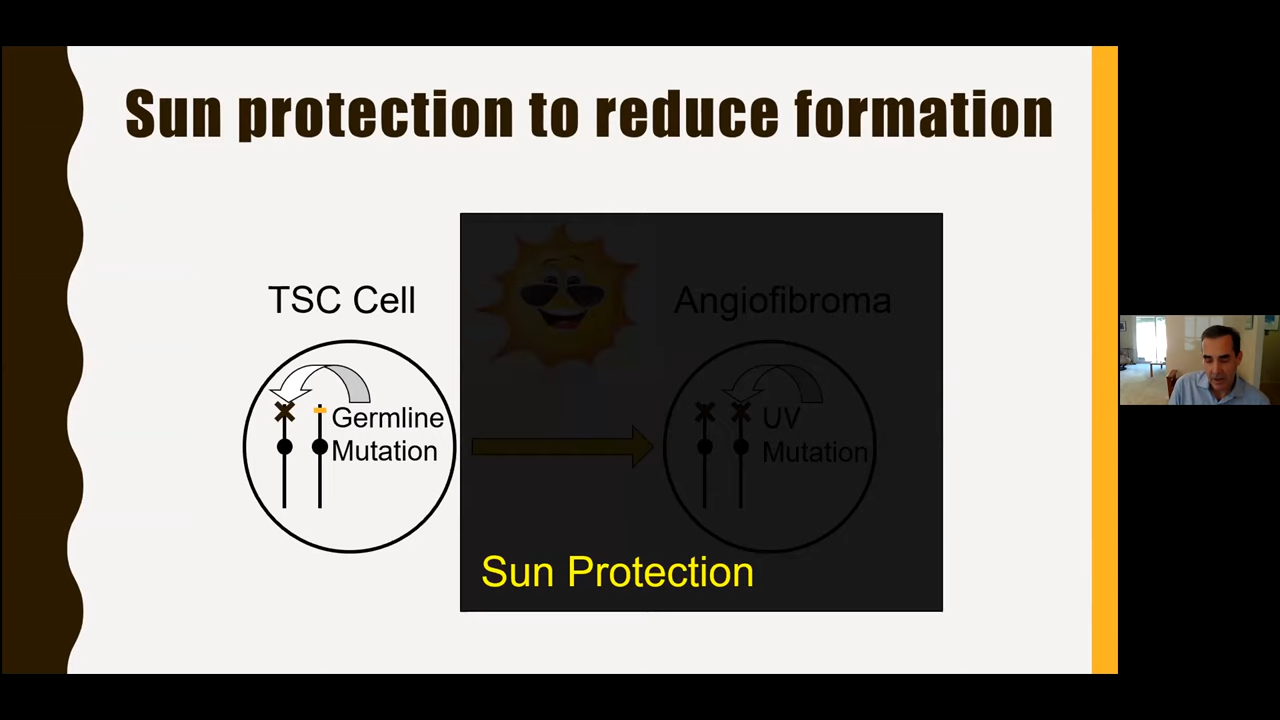 Sun protection to reduce formation
TSC Cell
Germline
Mutation
Angiofibroma
UV
Mutation
Sun Protection